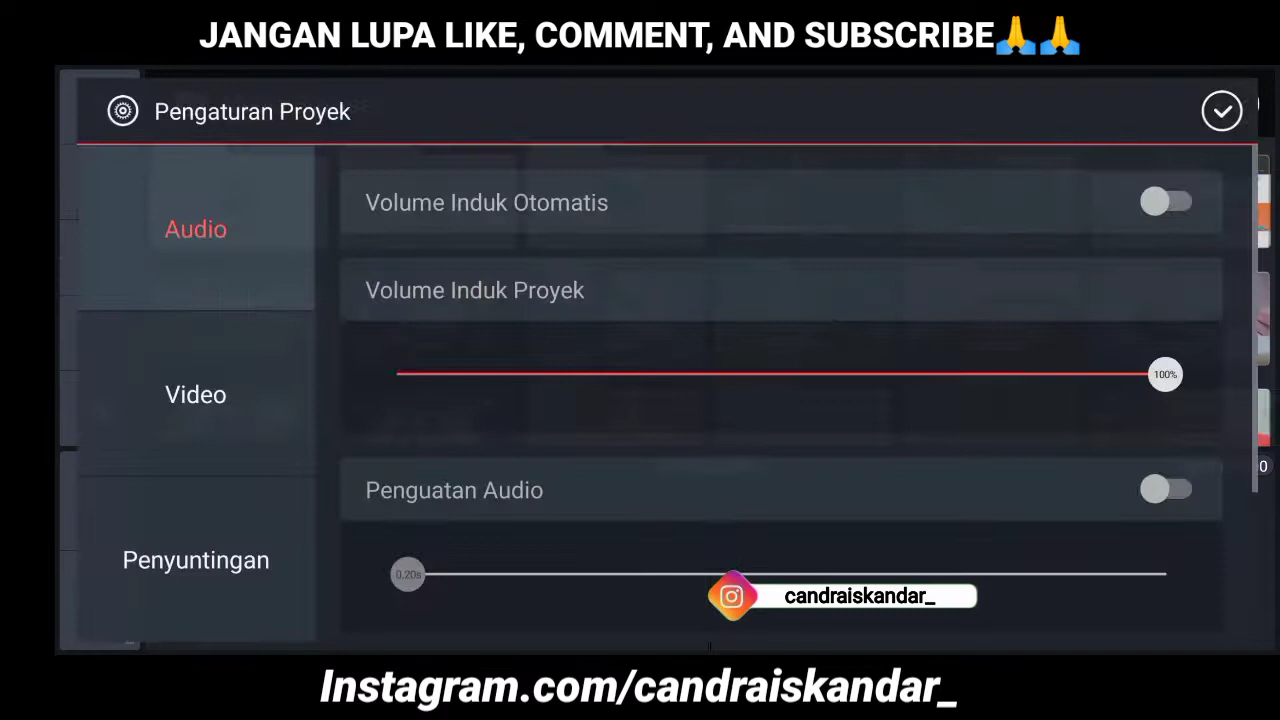 JANGAN LUPA LIKE, COMMENT, AND SUBSCRIBE🙏🙏
Pengaturan Proyek
Audio
Volume Induk Otomatis
Volume Induk Proyek
100%
Video
Penguatan Audio
Penyuntingan
0.20s
candraiskandar_
Instagram.com/candraiskandar_